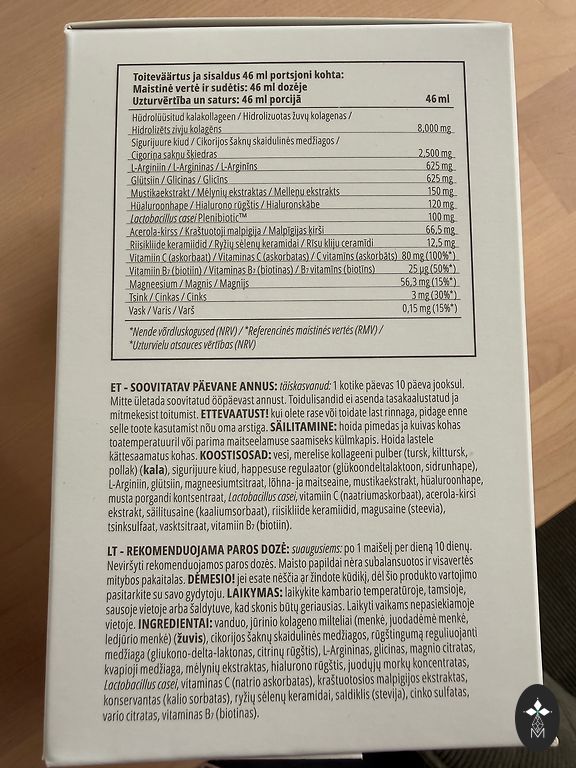 Toiteväärtus ja sisaldus 46 ml portsjoni kohta:
Maistinė vertė ir sudėtis: 46 ml dozėje
Uzturvērtība un saturs: 46 ml porcijā 46 ml
Hüdrolüüsitud kalakollageen / Hidrolizuotas žuvų kolagenas /
Hidrolizēts zivju kolagēns 8,000 mg
Sigurijuure kiud / Cikorijos šaknų skaidulinės medžiagos /
Cigoriņa sakņu šķiedras 2,500 mg
L-Arginiin / L-Argininas / L-Arginīns 625 mg
Glütsiin / Glicinas / Glicīns 625 mg
Mustikaekstrakt / Mėlynių ekstraktas / Melleņu ekstrakts 150 mg
Hüaluroonhape / Hialurono rūgštis / Hialuronskābe 120 mg
Lactobacillus casei Plenibiotic™ 100 mg
Acerola-kirss / Kraštuotoji malpigija / Malpīgijas ķirši 66,5 mg
Riisikliide keramiidid / Ryžių sėlenų keramidai / Rīsu kliju ceramīdi 12,5 mg
Vitamiin C (askorbaat) / Vitaminas C (askorbatas) / C vitamīns (askorbāts) 80 mg (100%*)
Vitamiin B₇ (biotiin) / Vitaminas B₇ (biotinas) / B₇ vitamīns (biotīns) 25 µg (50%*)
Magneesium / Magnis / Magnijs 56,3 mg (15%*)
Tsink / Cinkas / Cinks 3 mg (30%*)
Vask / Varis / Varš 0,15 mg (15%*)
*Nende võrdluskogused (NRV) / *Referencinės maistinės vertės (RMV) /
*Uzturvielu atsauces vērtības (NRV)
ET - SOOVITATAV PÄEVANE ANNUS: täiskasvanud: 1 kotike päevas 10 päeva jooksul.
Mitte ületada soovitatud ööpäevast annust. Toidulisandid ei asenda tasakaalustatud ja
mitmekesist toitumist. ETTEVAATUST! kui olete rase või toidate last rinnaga, pidage enne
selle toote kasutamist nõu oma arstiga. SÄILITAMINE: hoida pimedas ja kuivas kohas
toatemperatuuril või parima maitseelamuse saamiseks külmkapis. Hoida lastele
kättesaamatus kohas. KOOSTISOSAD: vesi, merelise kollageeni pulber (tursk, kilttursk,
pollak) (kala), sigurijuure kiud, happesuse regulaator (glükoondeltalaktoon, sidrunhape),
L-Arginiin, glütsiin, magneesiumtsitraat, lõhna- ja maitseaine, mustikaekstrakt, hüaluroonhape,
musta porgandi kontsentraat, Lactobacillus casei, vitamiin C (naatriumaskorbaat), acerola-kirsi
ekstrakt, säilitusaine (kaaliumsorbaat), riisikliide keramiidid, magusaine (steevia),
tsinksulfaat, vasktsitraat, vitamiin B₇ (biotiin).
LT - REKOMENDUOJAMA PAROS DOZĖ: suaugusiems: po 1 maišelį per dieną 10 dienų.
Neviršyti rekomenduojamos paros dozės. Maisto papildai nėra subalansuotos ir visavertės
mitybos pakaitalas. DĖMESIO! jei esate nėščia ar žindote kūdikį, dėl šio produkto vartojimo
pasitarkite su savo gydytoju. LAIKYMAS: laikykite kambario temperatūroje, tamsioje,
sausoje vietoje arba šaldytuve, kad skonis būtų geriausias. Laikyti vaikams nepasiekiamoje
vietoje. INGREDIENTAI: vanduo, jūrinio kolageno milteliai (menkė, juodadėmė menkė,
ledjūrio menkė) (žuvis), cikorijos šaknų skaidulinės medžiagos, rūgštingumą reguliuojanti
medžiaga (gliukono-delta-laktonas, citrinų rūgštis), L-Argininas, glicinas, magnio citratas,
kvapioji medžiaga, mėlynių ekstraktas, hialurono rūgštis, juodųjų morkų koncentratas,
Lactobacillus casei, vitaminas C (natrio askorbatas), kraštuotosios malpigijos ekstraktas,
konservantas (kalio sorbatas), ryžių sėlenų keramidai, saldiklis (stevija), cinko sulfatas,
vario citratas, vitaminas B₇ (biotinas).